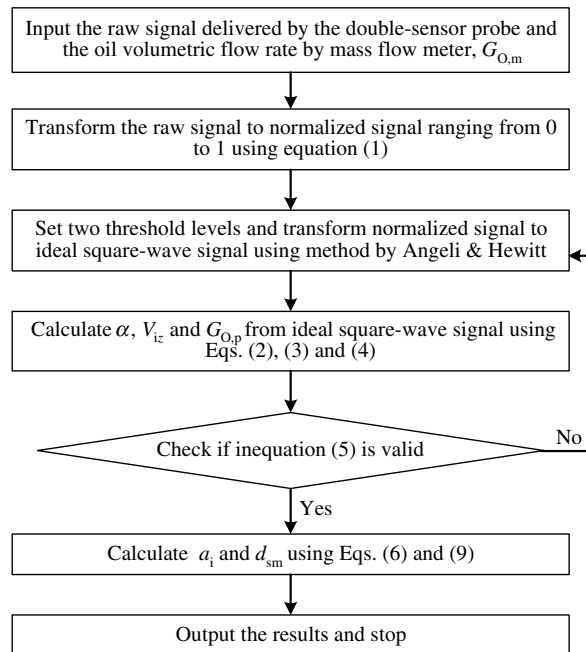 Input the raw signal delivered by the double-sensor probe and
the oil volumetric flow rate by mass flow meter, G_O,m
Transform the raw signal to normalized signal ranging from 0
to 1 using equation (1)
Set two threshold levels and transform normalized signal to
ideal square-wave signal using method by Angeli & Hewitt
Calculate α, V_iz and G_O,p from ideal square-wave signal using
Eqs. (2), (3) and (4)
Check if inequation (5) is valid
No
Yes
Calculate a_i and d_sm using Eqs. (6) and (9)
Output the results and stop